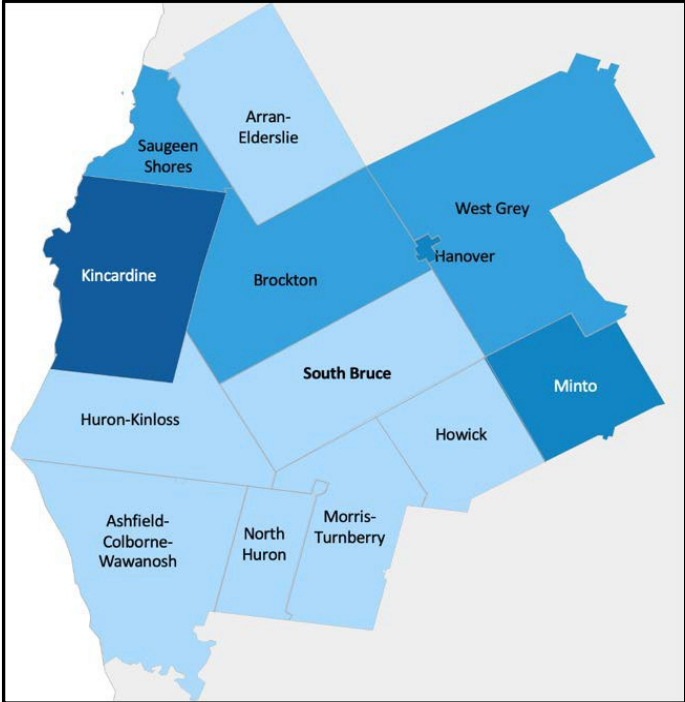 Arran-
Elderslie
Saugeen
Shores
West Grey
Hanover
Kincardine
Brockton
South Bruce
Minto
Huron-Kinloss
Howick
Ashfield-
Colborne-
Wawanosh
North
Huron
Morris-
Turnberry